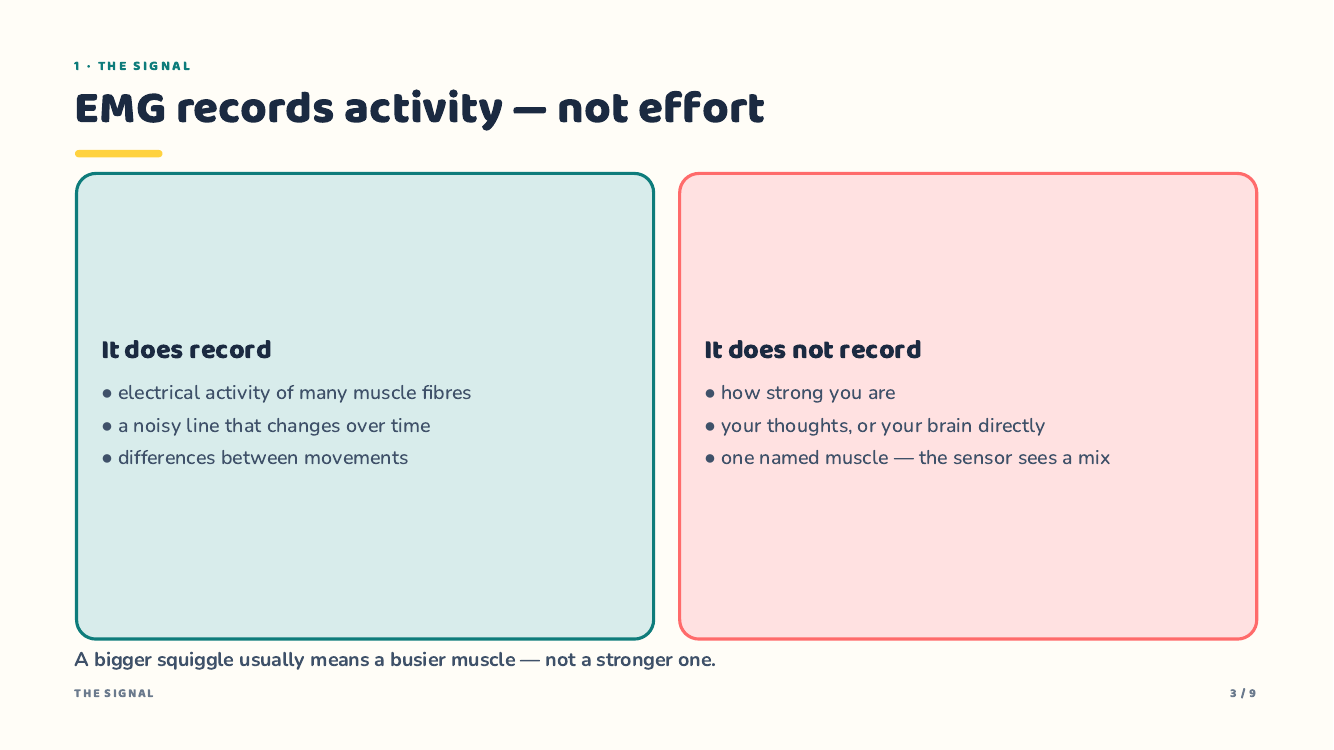 1 · THE SIGNAL
EMG records activity — not effort
It does record
● electrical activity of many muscle fibres
● a noisy line that changes over time
● differences between movements
It does not record
● how strong you are
● your thoughts, or your brain directly
● one named muscle — the sensor sees a mix
A bigger squiggle usually means a busier muscle — not a stronger one.
THE SIGNAL
3 / 9